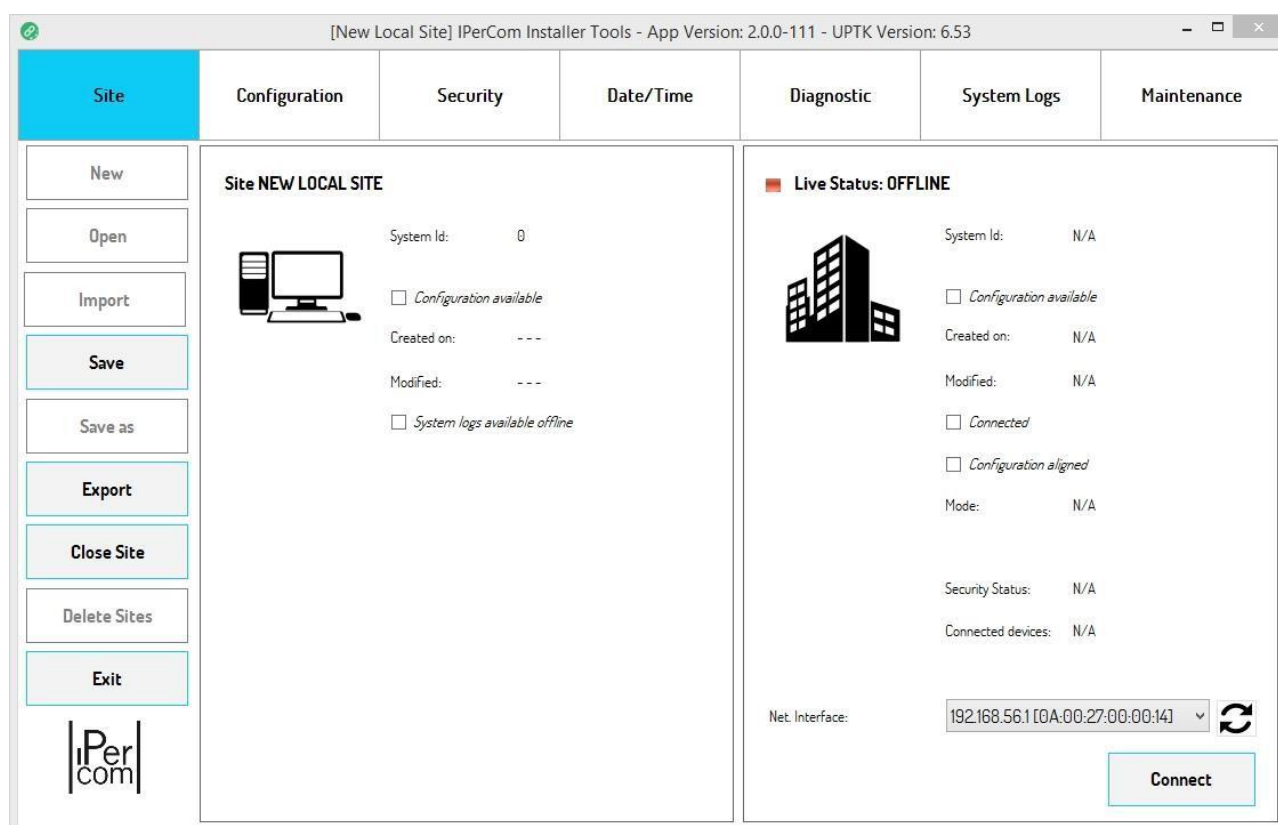 [New Local Site] IPerCom Installer Tools - App Version: 2.0.0-111 - UPTK Version: 6.53
Site
Configuration
Security
Date/Time
Diagnostic
System Logs
Maintenance
New
Open
Import
Save
Save as
Export
Close Site
Delete Sites
Exit
IPer
com
Site NEW LOCAL SITE
System Id: 0
Configuration available
Created on: ---
Modified: ---
System logs available offline
Live Status: OFFLINE
System Id: N/A
Configuration available
Created on: N/A
Modified: N/A
Connected
Configuration aligned
Mode: N/A
Security Status: N/A
Connected devices: N/A
Net. Interface: 192.168.56.1 [0A:00:27:00:00:14]
Connect